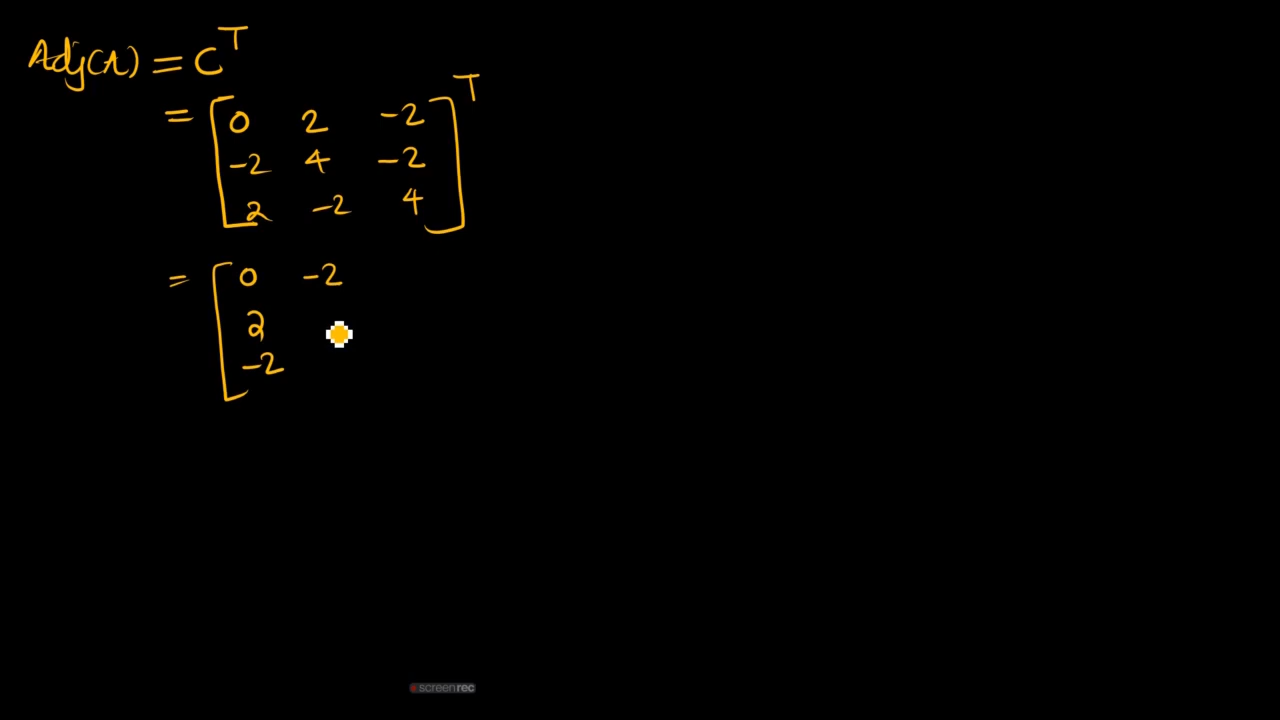 Adj(A) = C^T
= [0 2 -2
-2 4 -2
2 -2 4]^T
= [0 -2
2
-2
screenrec